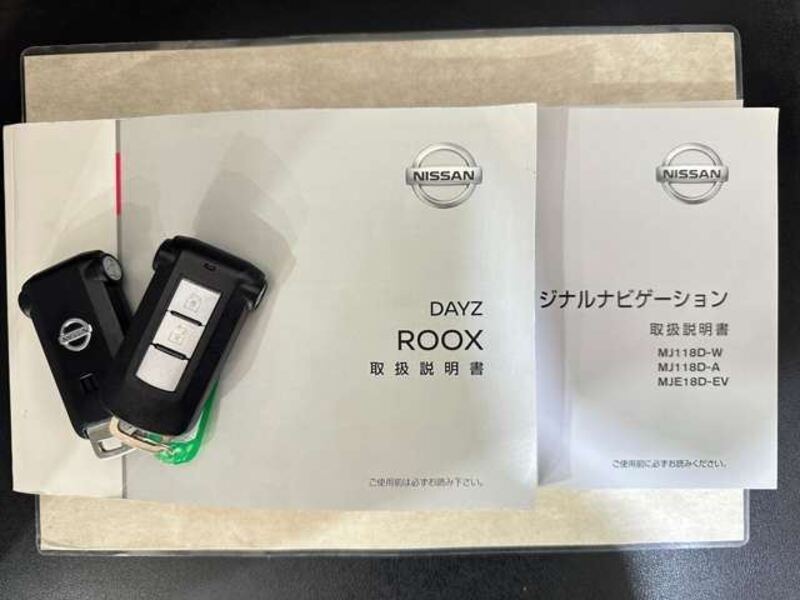 NISSAN
DAYZ
ROOX
取扱説明書
ご使用前は必ずお読み下さい。
NISSAN
ジナルナビゲーション
取扱説明書
MJ118D-W
MJ118D-A
MJE18D-EV
ご使用前に必ずお読みください。